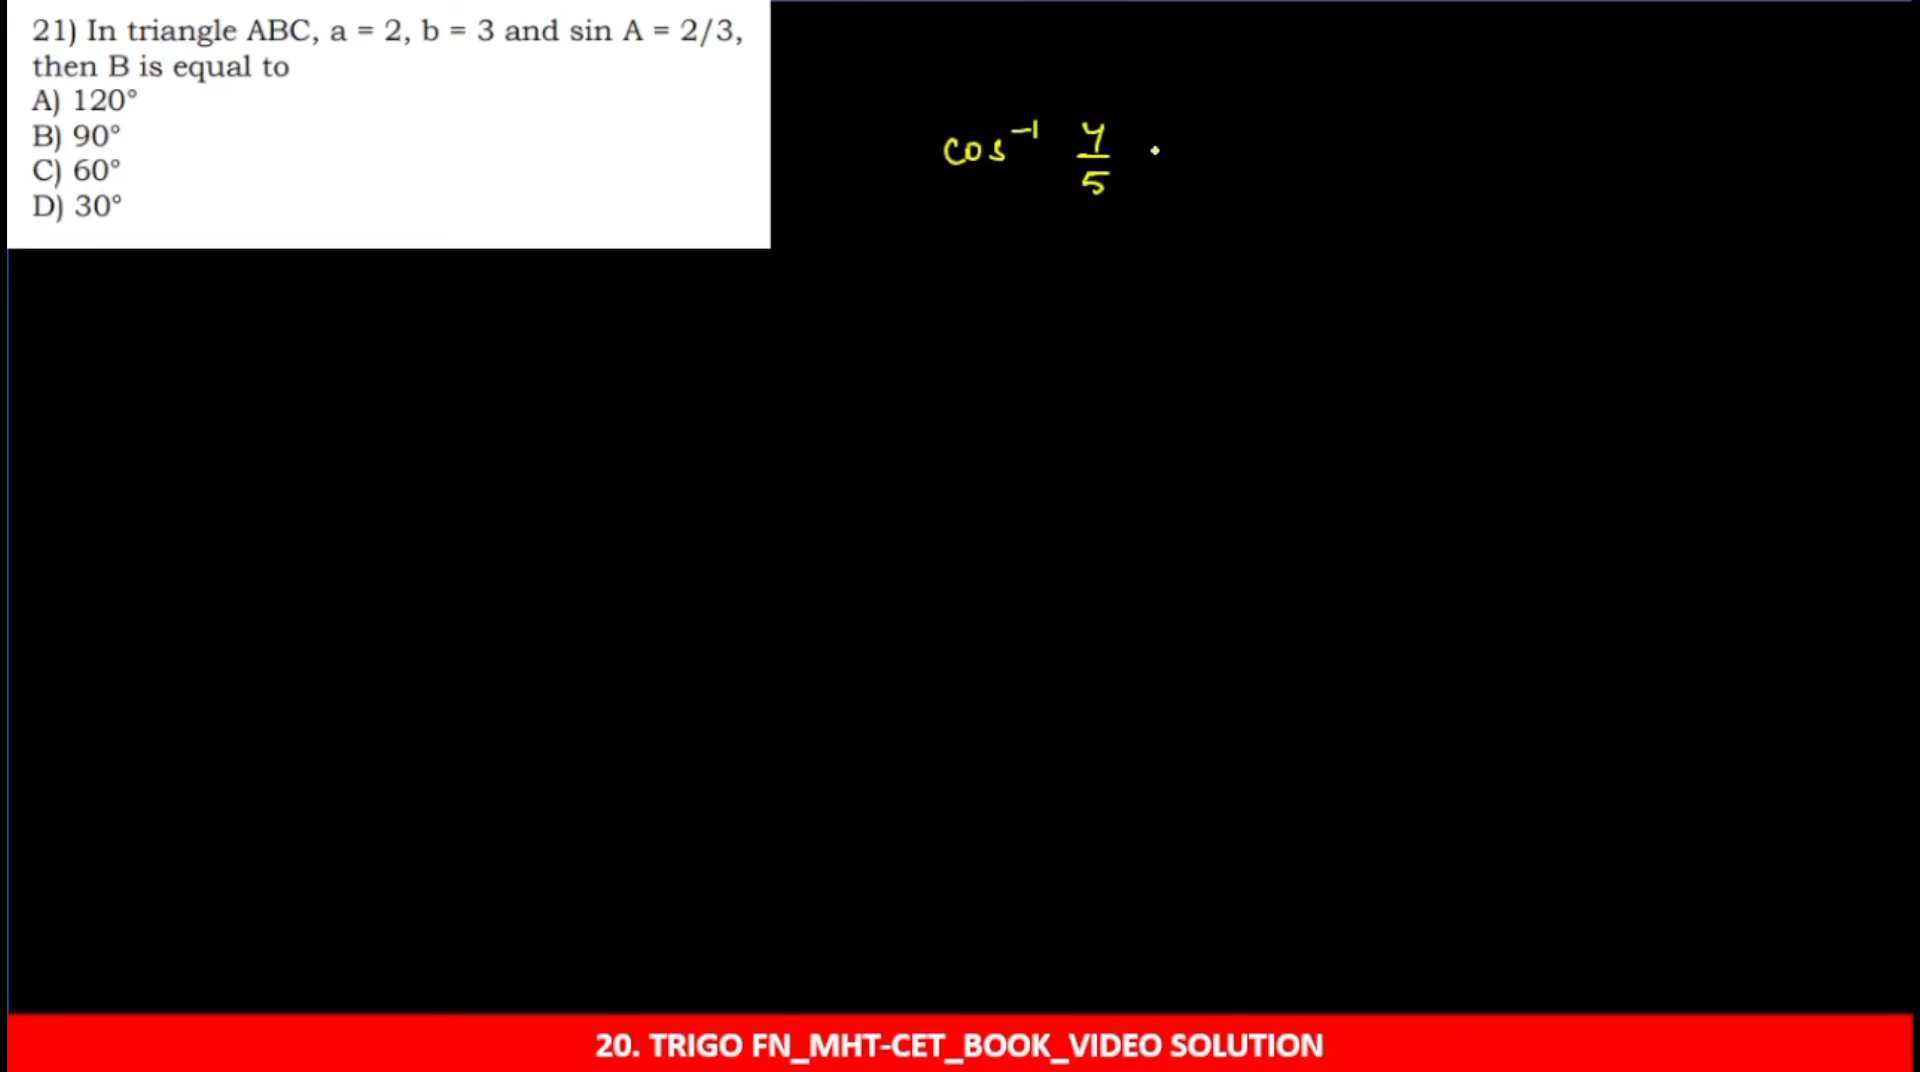 21) In triangle ABC, a = 2, b = 3 and sin A = 2/3,
then B is equal to
A) 120°
B) 90°
C) 60°
D) 30°
cos⁻¹ 4/5
20. TRIGO FN_MHT-CET_BOOK_VIDEO SOLUTION